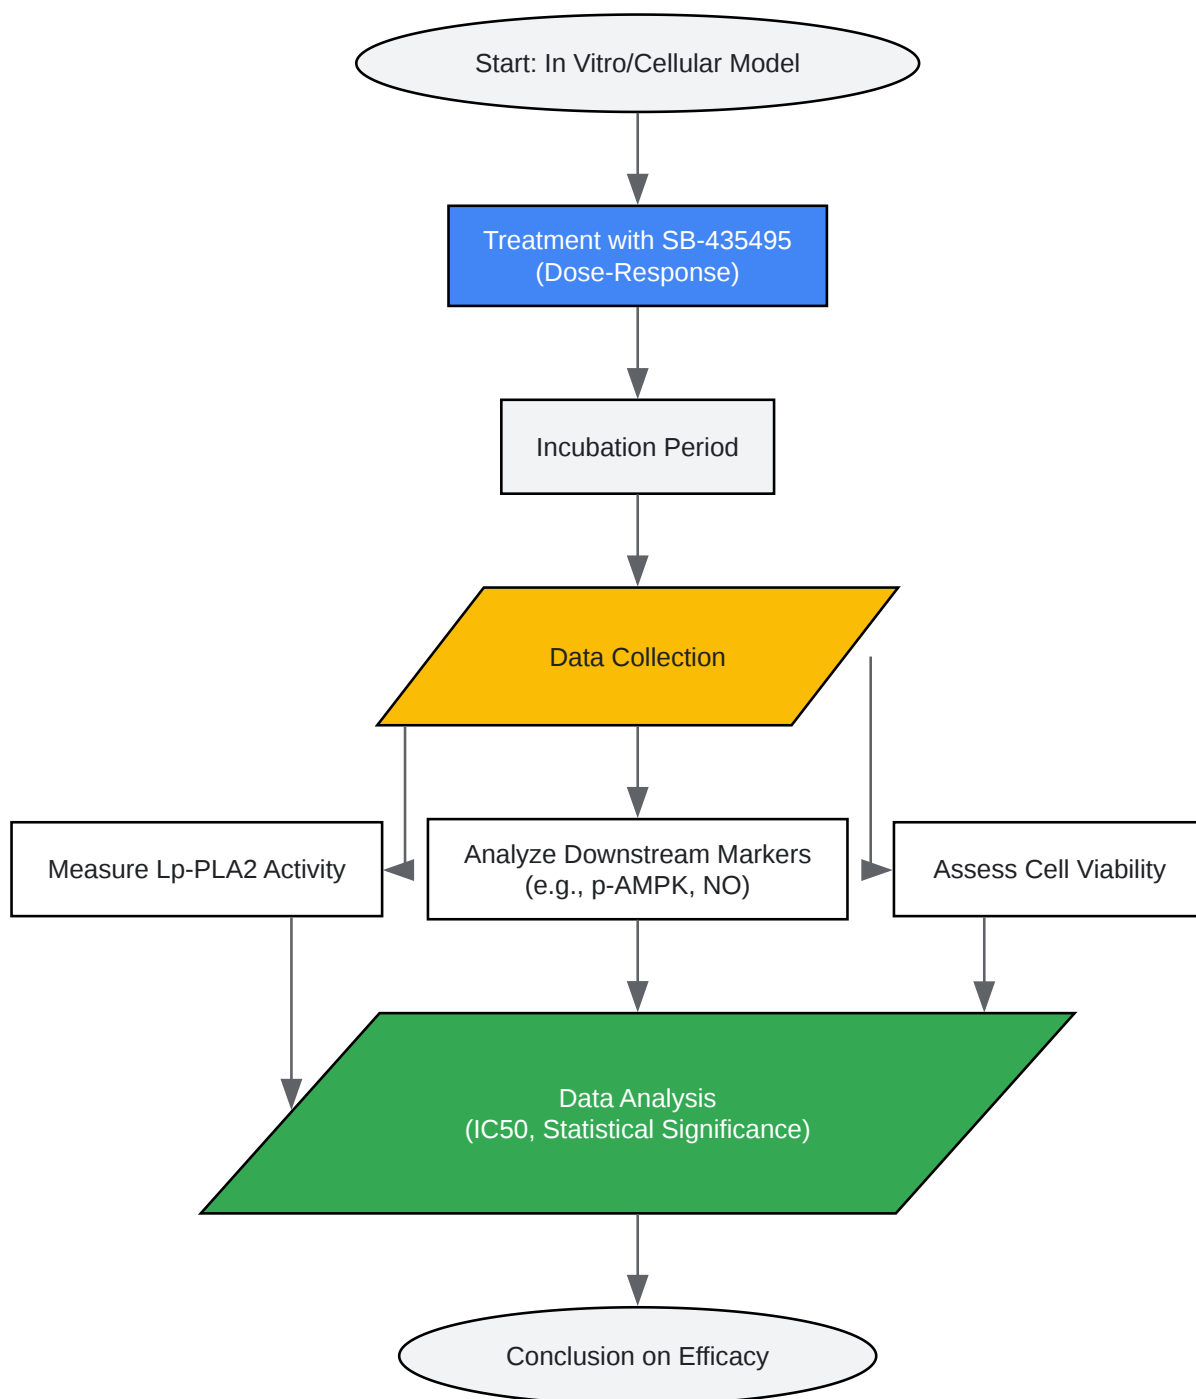 Start: In Vitro/Cellular Model
Treatment with SB-435495
(Dose-Response)
Incubation Period
Data Collection
Measure Lp-PLA2 Activity
Analyze Downstream Markers
(e.g., p-AMPK, NO)
Assess Cell Viability
Data Analysis
(IC50, Statistical Significance)
Conclusion on Efficacy